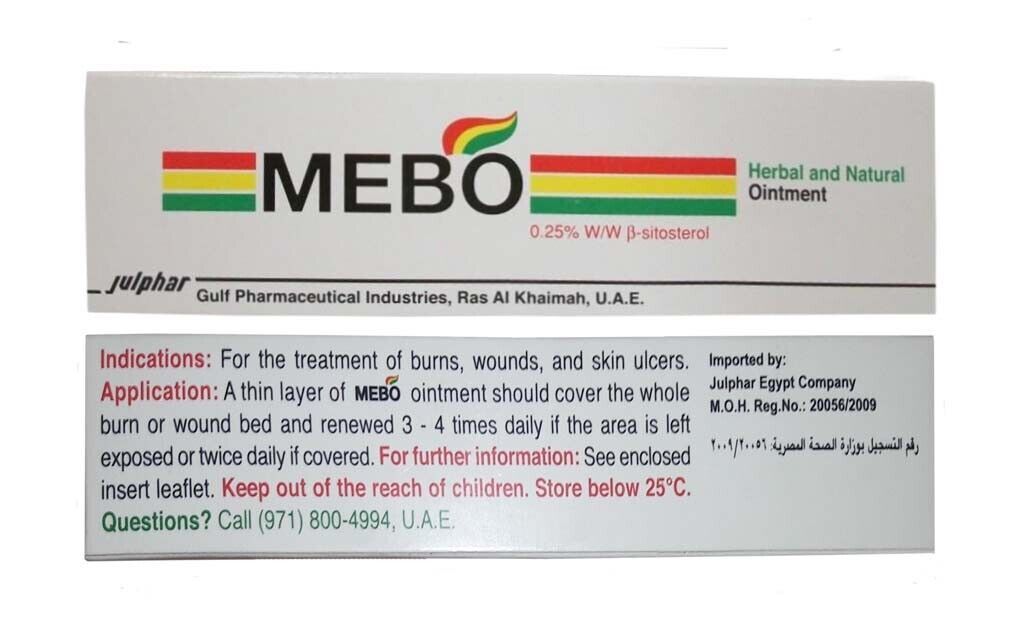 MEBO
Herbal and Natural
Ointment
0.25% W/W β-sitosterol
Julphar
Gulf Pharmaceutical Industries, Ras Al Khaimah, U.A.E.
Indications: For the treatment of burns, wounds, and skin ulcers.
Application: A thin layer of MEBO ointment should cover the whole
burn or wound bed and renewed 3 - 4 times daily if the area is left
exposed or twice daily if covered. For further information: See enclosed
insert leaflet. Keep out of the reach of children. Store below 25°C.
Questions? Call (971) 800-4994, U.A.E.
Imported by:
Julphar Egypt Company
M.O.H. Reg.No.: 20056/2009
رقم التسجيل بوزارة الصحة المصرية: ٢٠٠٩/٢٠٠٥٦